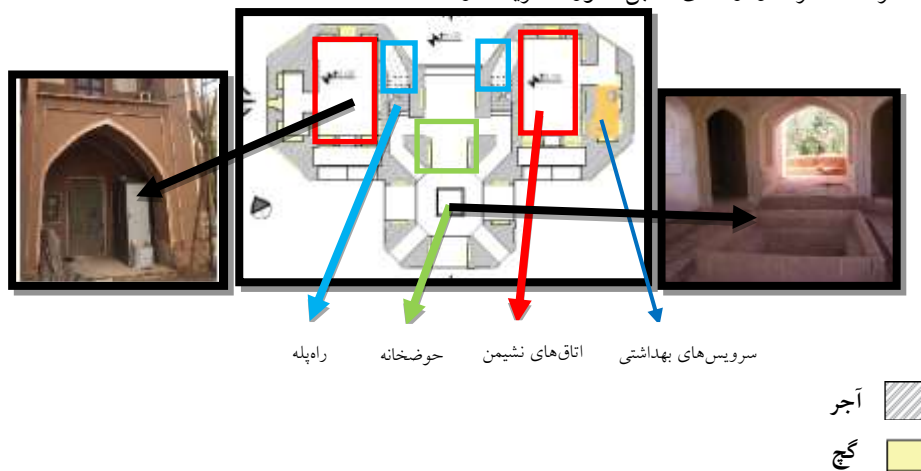 راه‌پله
حوضخانه
اتاق‌های نشیمن
سرویس‌های بهداشتی
آجر
گچ